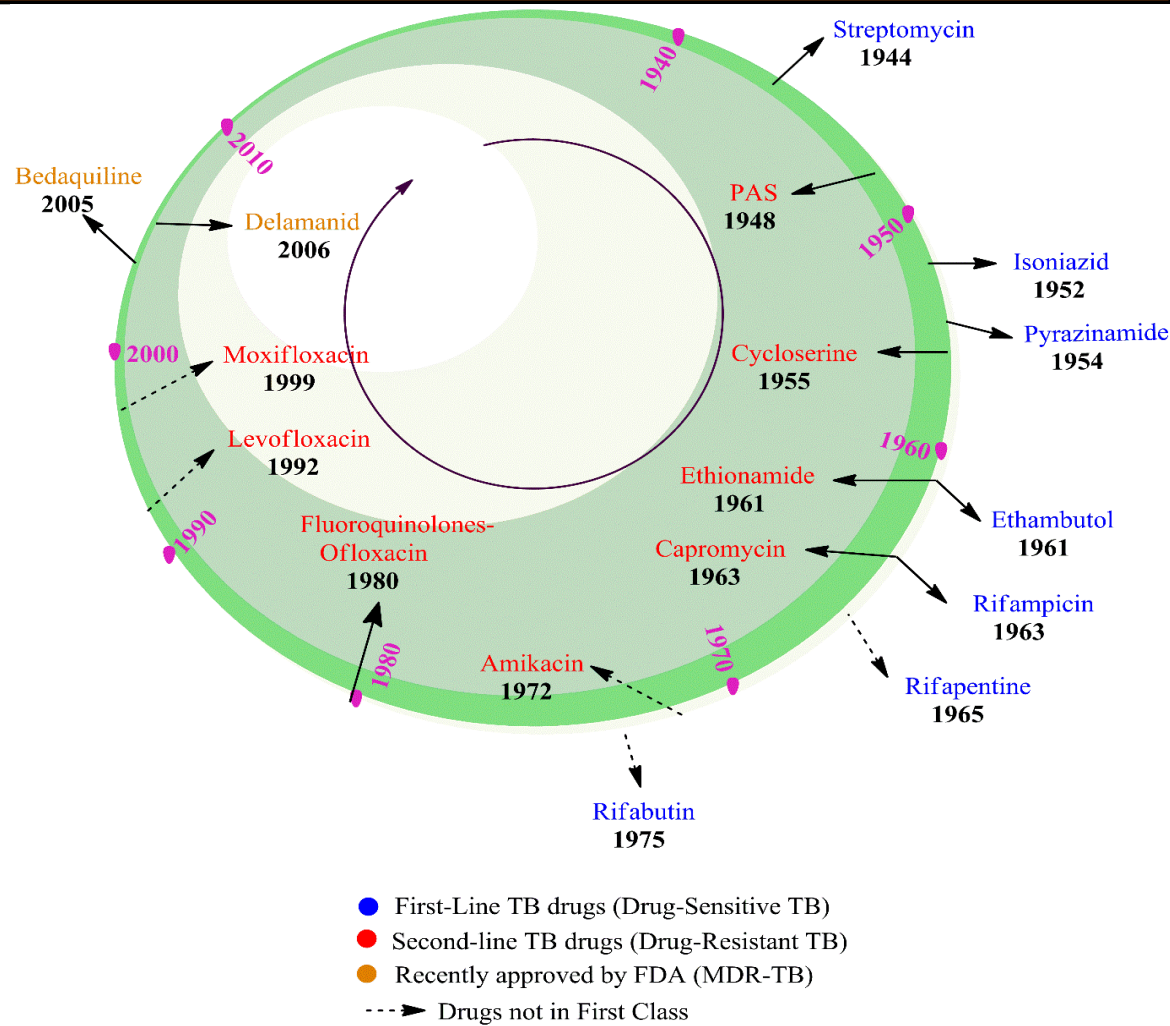 1940
Streptomycin
1944
PAS
1948
1950
Isoniazid
1952
Pyrazinamide
1954
Cycloserine
1955
1960
Ethionamide
1961
Ethambutol
1961
Capromycin
1963
Rifampicin
1963
Rifapentine
1965
1970
Amikacin
1972
Rifabutin
1975
1980
Fluoroquinolones-
Ofloxacin
1980
1990
Levofloxacin
1992
Moxifloxacin
1999
2000
Bedaquiline
2005
Delamanid
2006
2010
First-Line TB drugs (Drug-Sensitive TB)
Second-line TB drugs (Drug-Resistant TB)
Recently approved by FDA (MDR-TB)
Drugs not in First Class